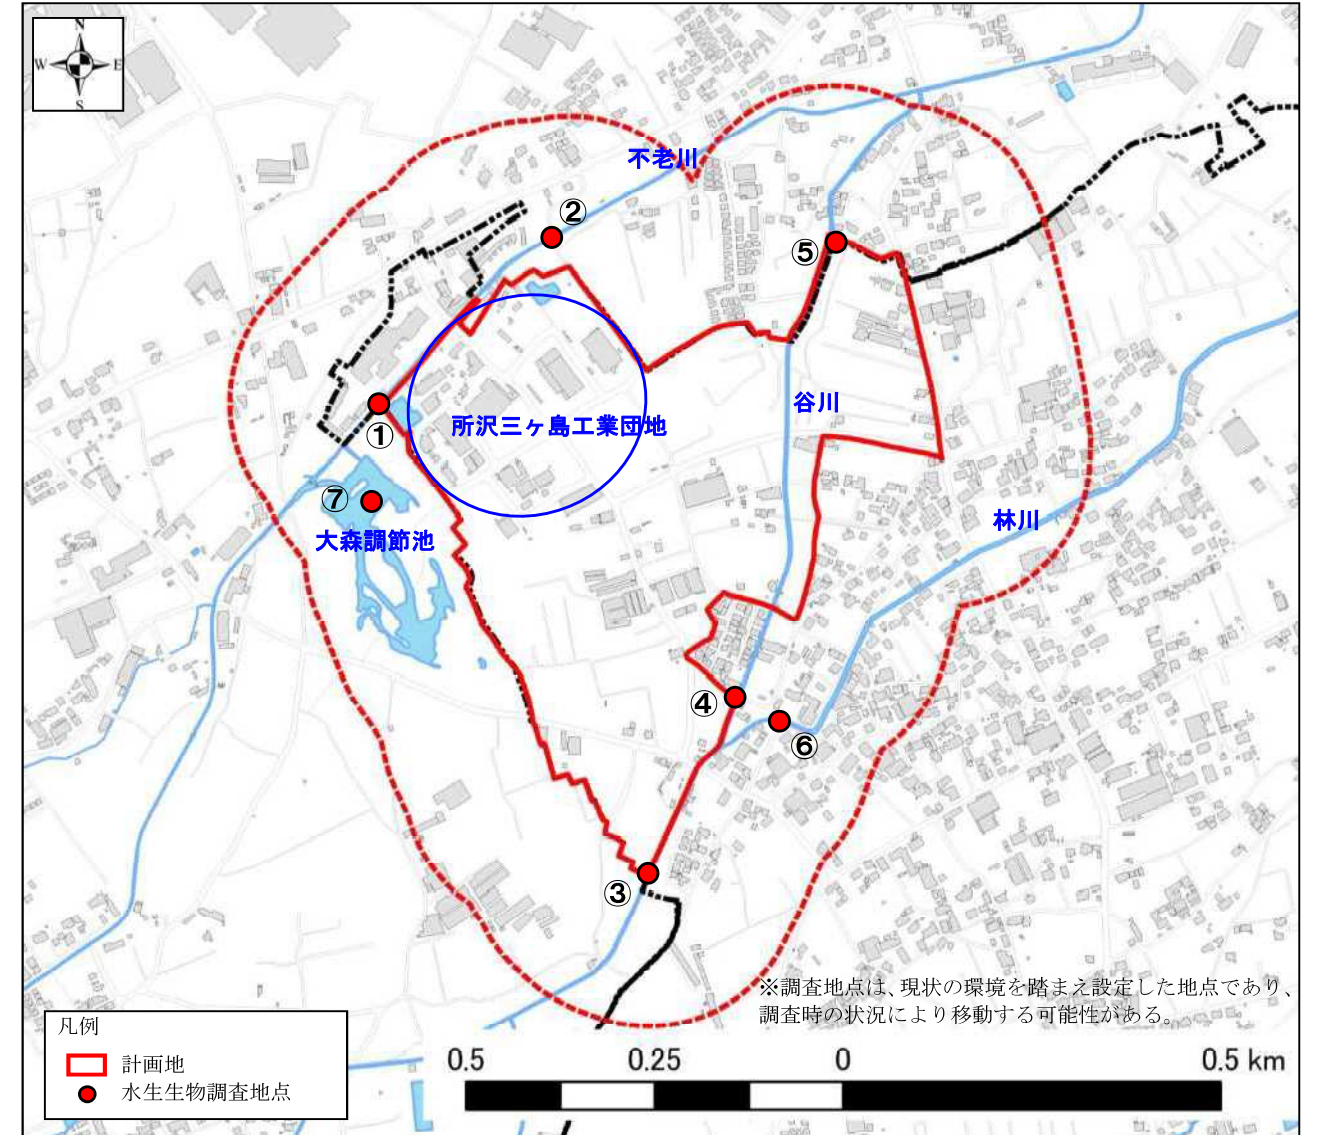 N
W E
S
不老川
②
⑤
谷川
所沢三ヶ島工業団地
①
⑦
林川
大森調節池
④
⑥
③
※調査地点は、現状の環境を踏まえ設定した地点であり、
調査時の状況により移動する可能性がある。
凡例
計画地
水生生物調査地点
0.5 0.25 0 0.5 km